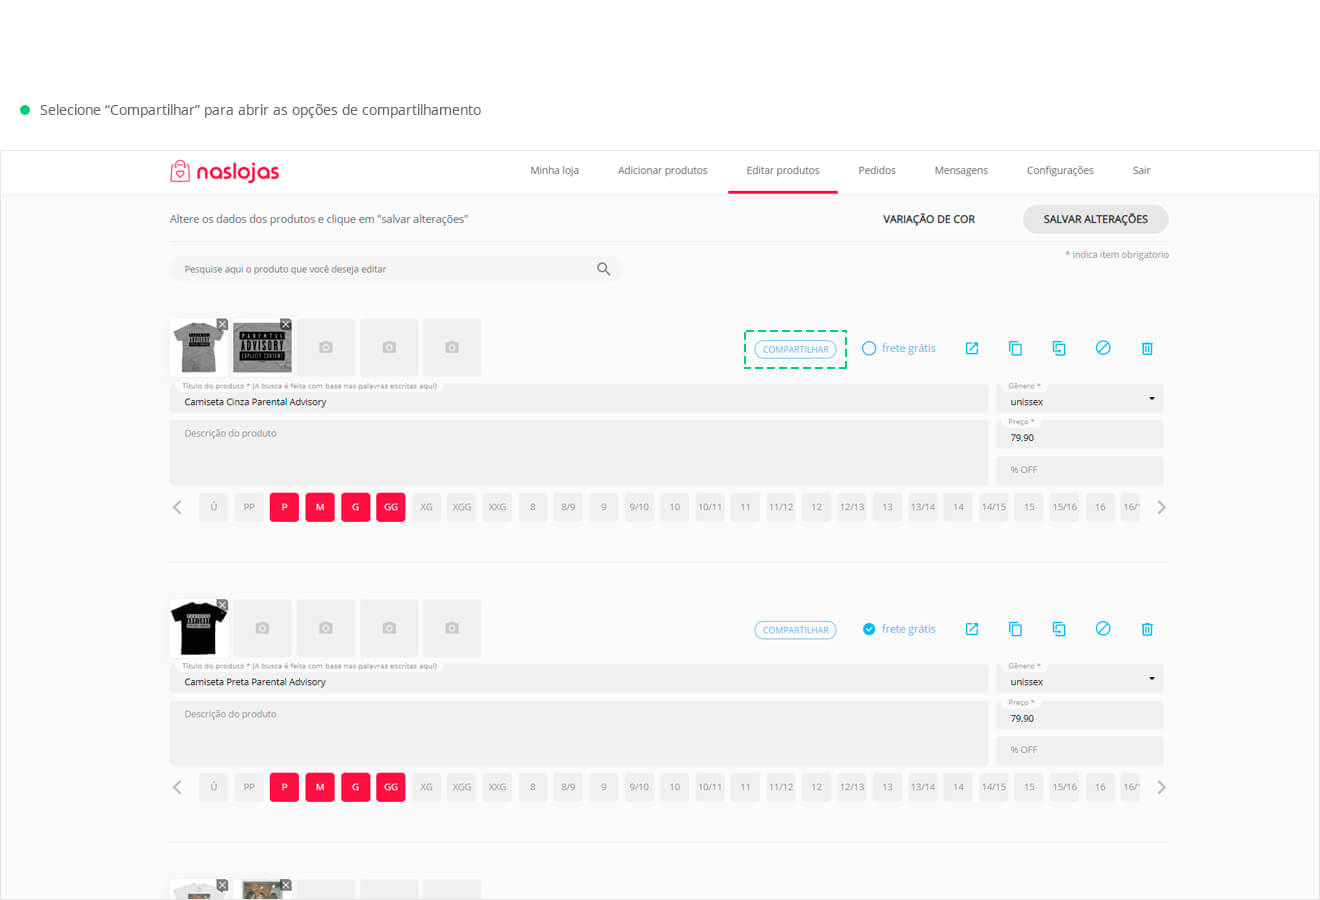 Selecione “Compartilhar” para abrir as opções de compartilhamento
naslojas Minha loja Adicionar produtos Editar produtos Pedidos Mensagens Configurações Sair
Altere os dados dos produtos e clique em "salvar alterações" VARIAÇÃO DE COR SALVAR ALTERAÇÕES
* indica item obrigatorio
Pesquise aqui o produto que você deseja editar
PARENTAL
ADVISORY
EXPLICIT CONTENT
COMPARTILHAR frete grátis
Título do produto * (A busca é feita com base nas palavras escritas aqui) Gênero *
Camiseta Cinza Parental Advisory unissex
Preço *
Descrição do produto 79,90
% OFF
Ú PP P M G GG XG XGG XXG 8 8/9 9 9/10 10 10/11 11 11/12 12 12/13 13 13/14 14 14/15 15 15/16 16
COMPARTILHAR frete grátis
Título do produto * (A busca é feita com base nas palavras escritas aqui) Gênero *
Camiseta Preta Parental Advisory unissex
Preço *
Descrição do produto 79,90
% OFF
Ú PP P M G GG XG XGG XXG 8 8/9 9 9/10 10 10/11 11 11/12 12 12/13 13 13/14 14 14/15 15 15/16 16